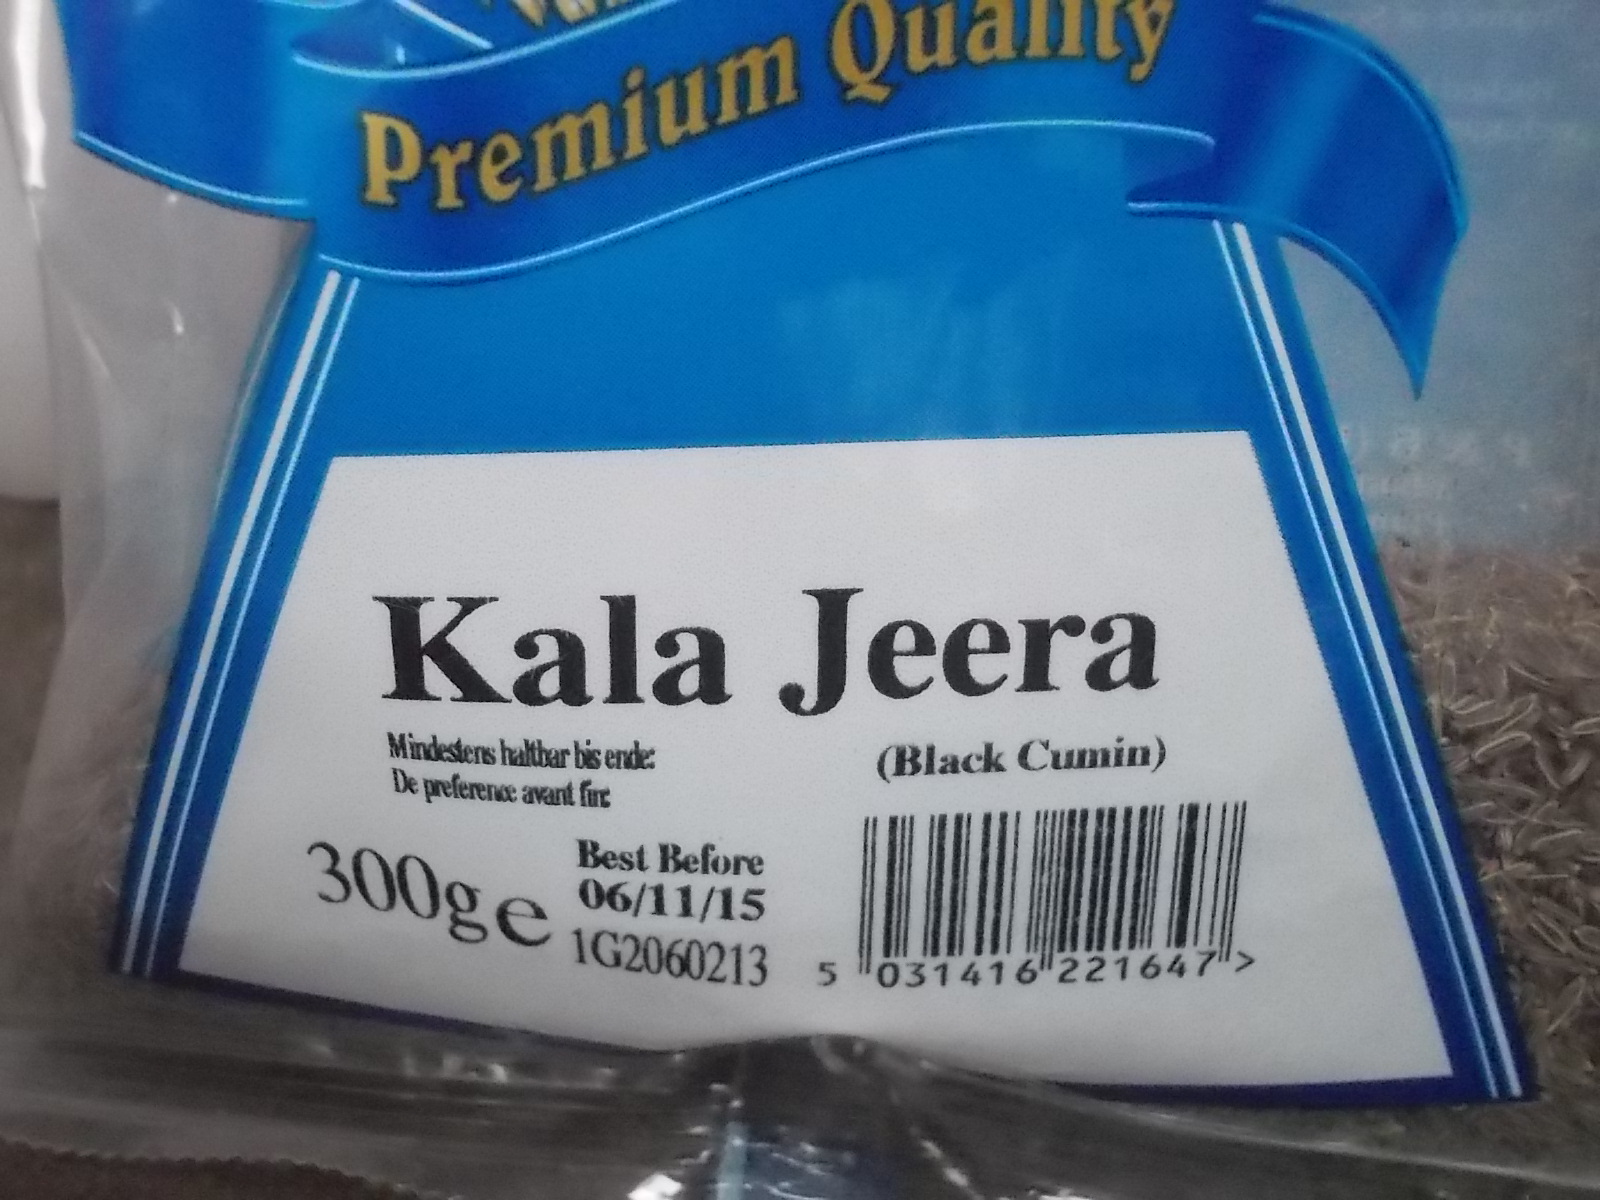 Premium Quality
Kala Jeera
(Black Cumin)
Mindestens haltbar bis ende:
De preference avant fin:
300g e
Best Before
06/11/15
1G2060213
5 031416 221647 >